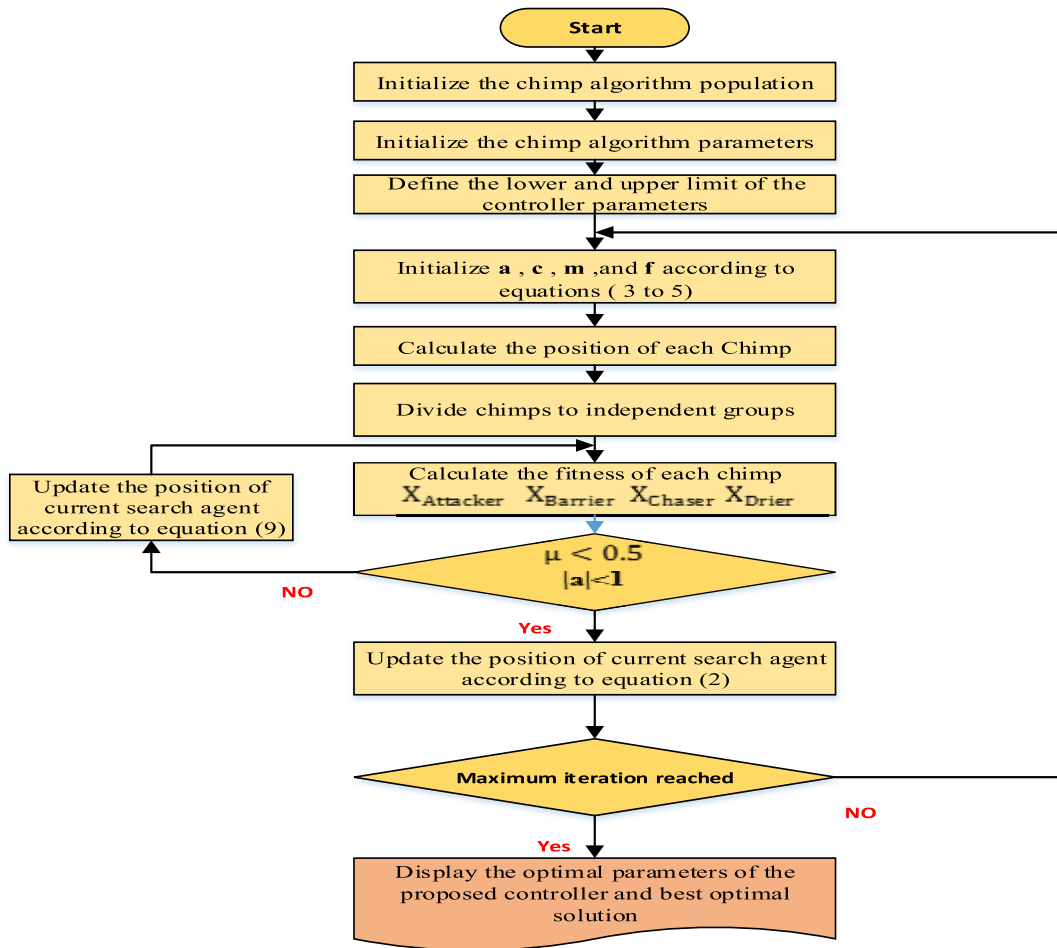 Start
Initialize the chimp algorithm population
Initialize the chimp algorithm parameters
Define the lower and upper limit of the
controller parameters
Initialize a , c , m ,and f according to
equations ( 3 to 5)
Calculate the position of each Chimp
Divide chimps to independent groups
Calculate the fitness of each chimp
X_Attacker X_Barrier X_Chaser X_Drier
Update the position of
current search agent
according to equation (9)
μ < 0.5
|a|<1
NO
Yes
Update the position of current search agent
according to equation (2)
Maximum iteration reached
NO
Yes
Display the optimal parameters of the
proposed controller and best optimal
solution